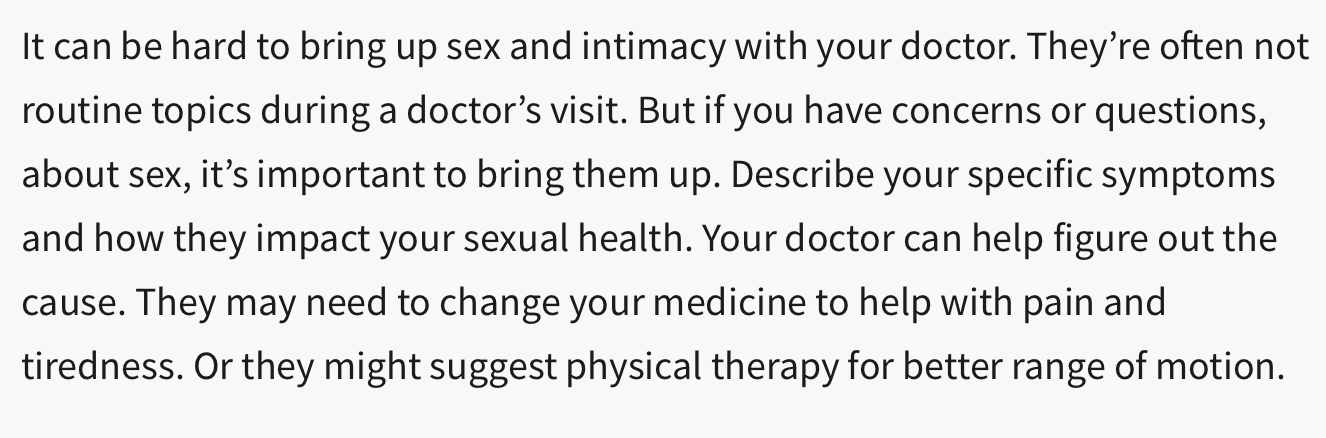 It can be hard to bring up sex and intimacy with your doctor. They’re often not
routine topics during a doctor’s visit. But if you have concerns or questions,
about sex, it’s important to bring them up. Describe your specific symptoms
and how they impact your sexual health. Your doctor can help figure out the
cause. They may need to change your medicine to help with pain and
tiredness. Or they might suggest physical therapy for better range of motion.